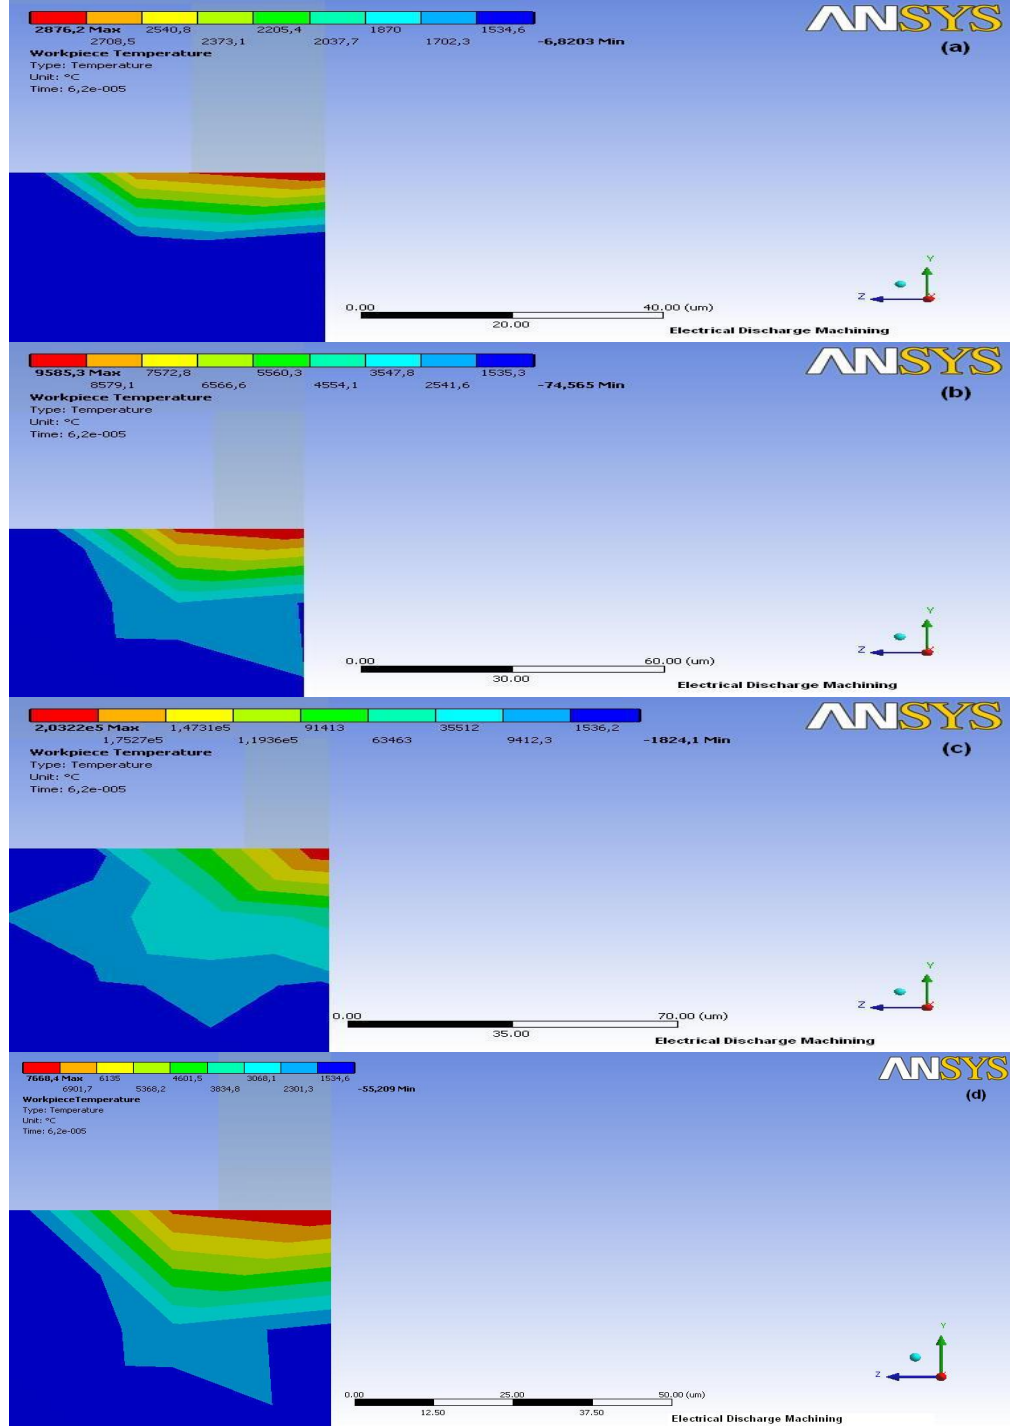 ANSYS
2876,2 Max 2540,8 2205,4 1870 1534,6
2708,5 2373,1 2037,7 1702,3 -6,8203 Min
(a)
Workpiece Temperature
Type: Temperature
Unit: °C
Time: 6,2e-005
Y
Z
0.00 40.00 (um)
20.00
Electrical Discharge Machining
ANSYS
9585,3 Max 7572,8 5560,3 3547,8 1535,3
8579,1 6566,6 4554,1 2541,6 -74,565 Min
(b)
Workpiece Temperature
Type: Temperature
Unit: °C
Time: 6,2e-005
Y
Z
0.00 60.00 (um)
30.00
Electrical Discharge Machining
ANSYS
2,0322e5 Max 1,4731e5 91413 35512 1536,2
1,7527e5 1,1936e5 63463 9412,3 -1824,1 Min
(c)
Workpiece Temperature
Type: Temperature
Unit: °C
Time: 6,2e-005
Y
Z
0.00 70.00 (um)
35.00
Electrical Discharge Machining
ANSYS
7668,4 Max 6135 4601,5 3068,1 1534,6
6901,7 5368,2 3834,8 2301,3 -55,209 Min
(d)
WorkpieceTemperature
Type: Temperature
Unit: °C
Time: 6,2e-005
Y
Z
0.00 25.00 50.00 (um)
12.50 37.50
Electrical Discharge Machining